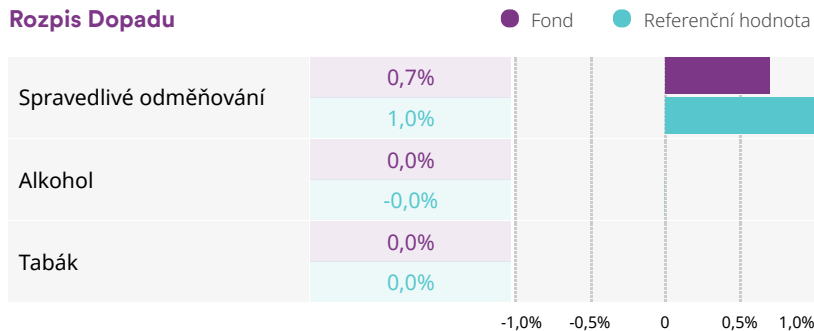 Rozpis Dopadu
Fond
Referenční hodnota
Spravedlivé odměňování
0,7%
1,0%
Alkohol
0,0%
-0,0%
Tabák
0,0%
0,0%
-1,0% -0,5% 0 0,5% 1,0%